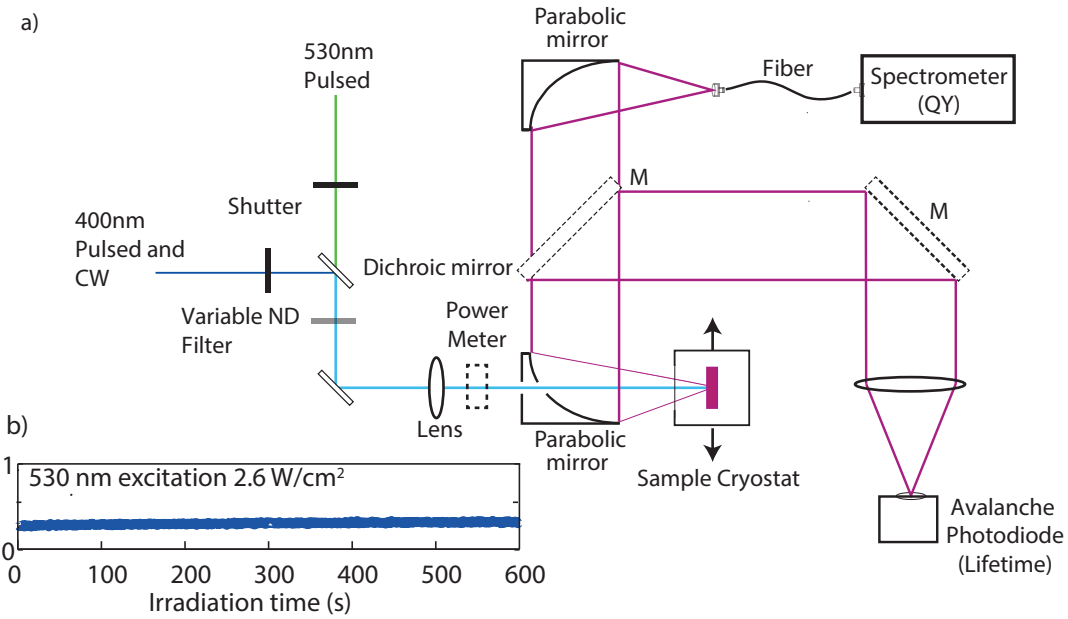 a)
530nm
Pulsed
Shutter
400nm
Pulsed and
CW
Dichroic mirror
Variable ND
Filter
Lens
Power
Meter
Parabolic
mirror
Fiber
Spectrometer
(QY)
M
M
Parabolic
mirror
Sample Cryostat
Avalanche
Photodiode
(Lifetime)
b)
1
530 nm excitation 2.6 W/cm²
0
0 100 200 300 400 500 600
Irradiation time (s)